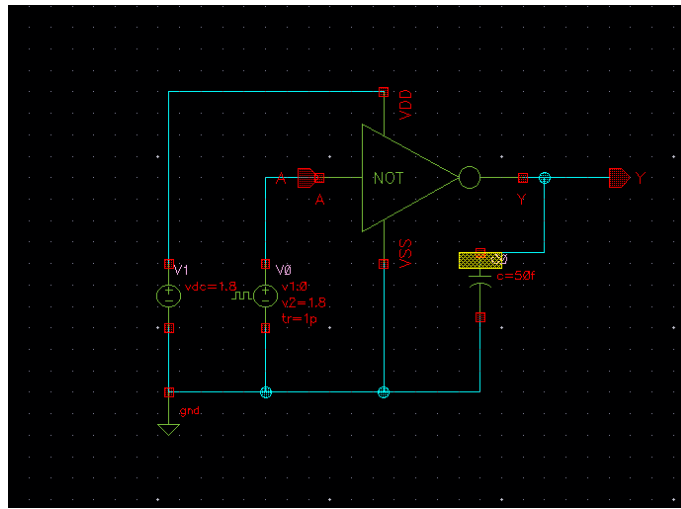 VDD
A
NOT
A
Y
Y
VSS
V1
vdc=1.8
V0
v1:0
v2=1.8
tr=1p
c=50f
gnd